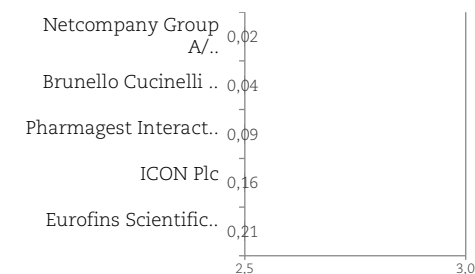 Netcompany Group
A/..
0,02
Brunello Cucinelli ..
0,04
Pharmagest Interact..
0,09
ICON Plc
0,16
Eurofins Scientific..
0,21
2,5
3,0